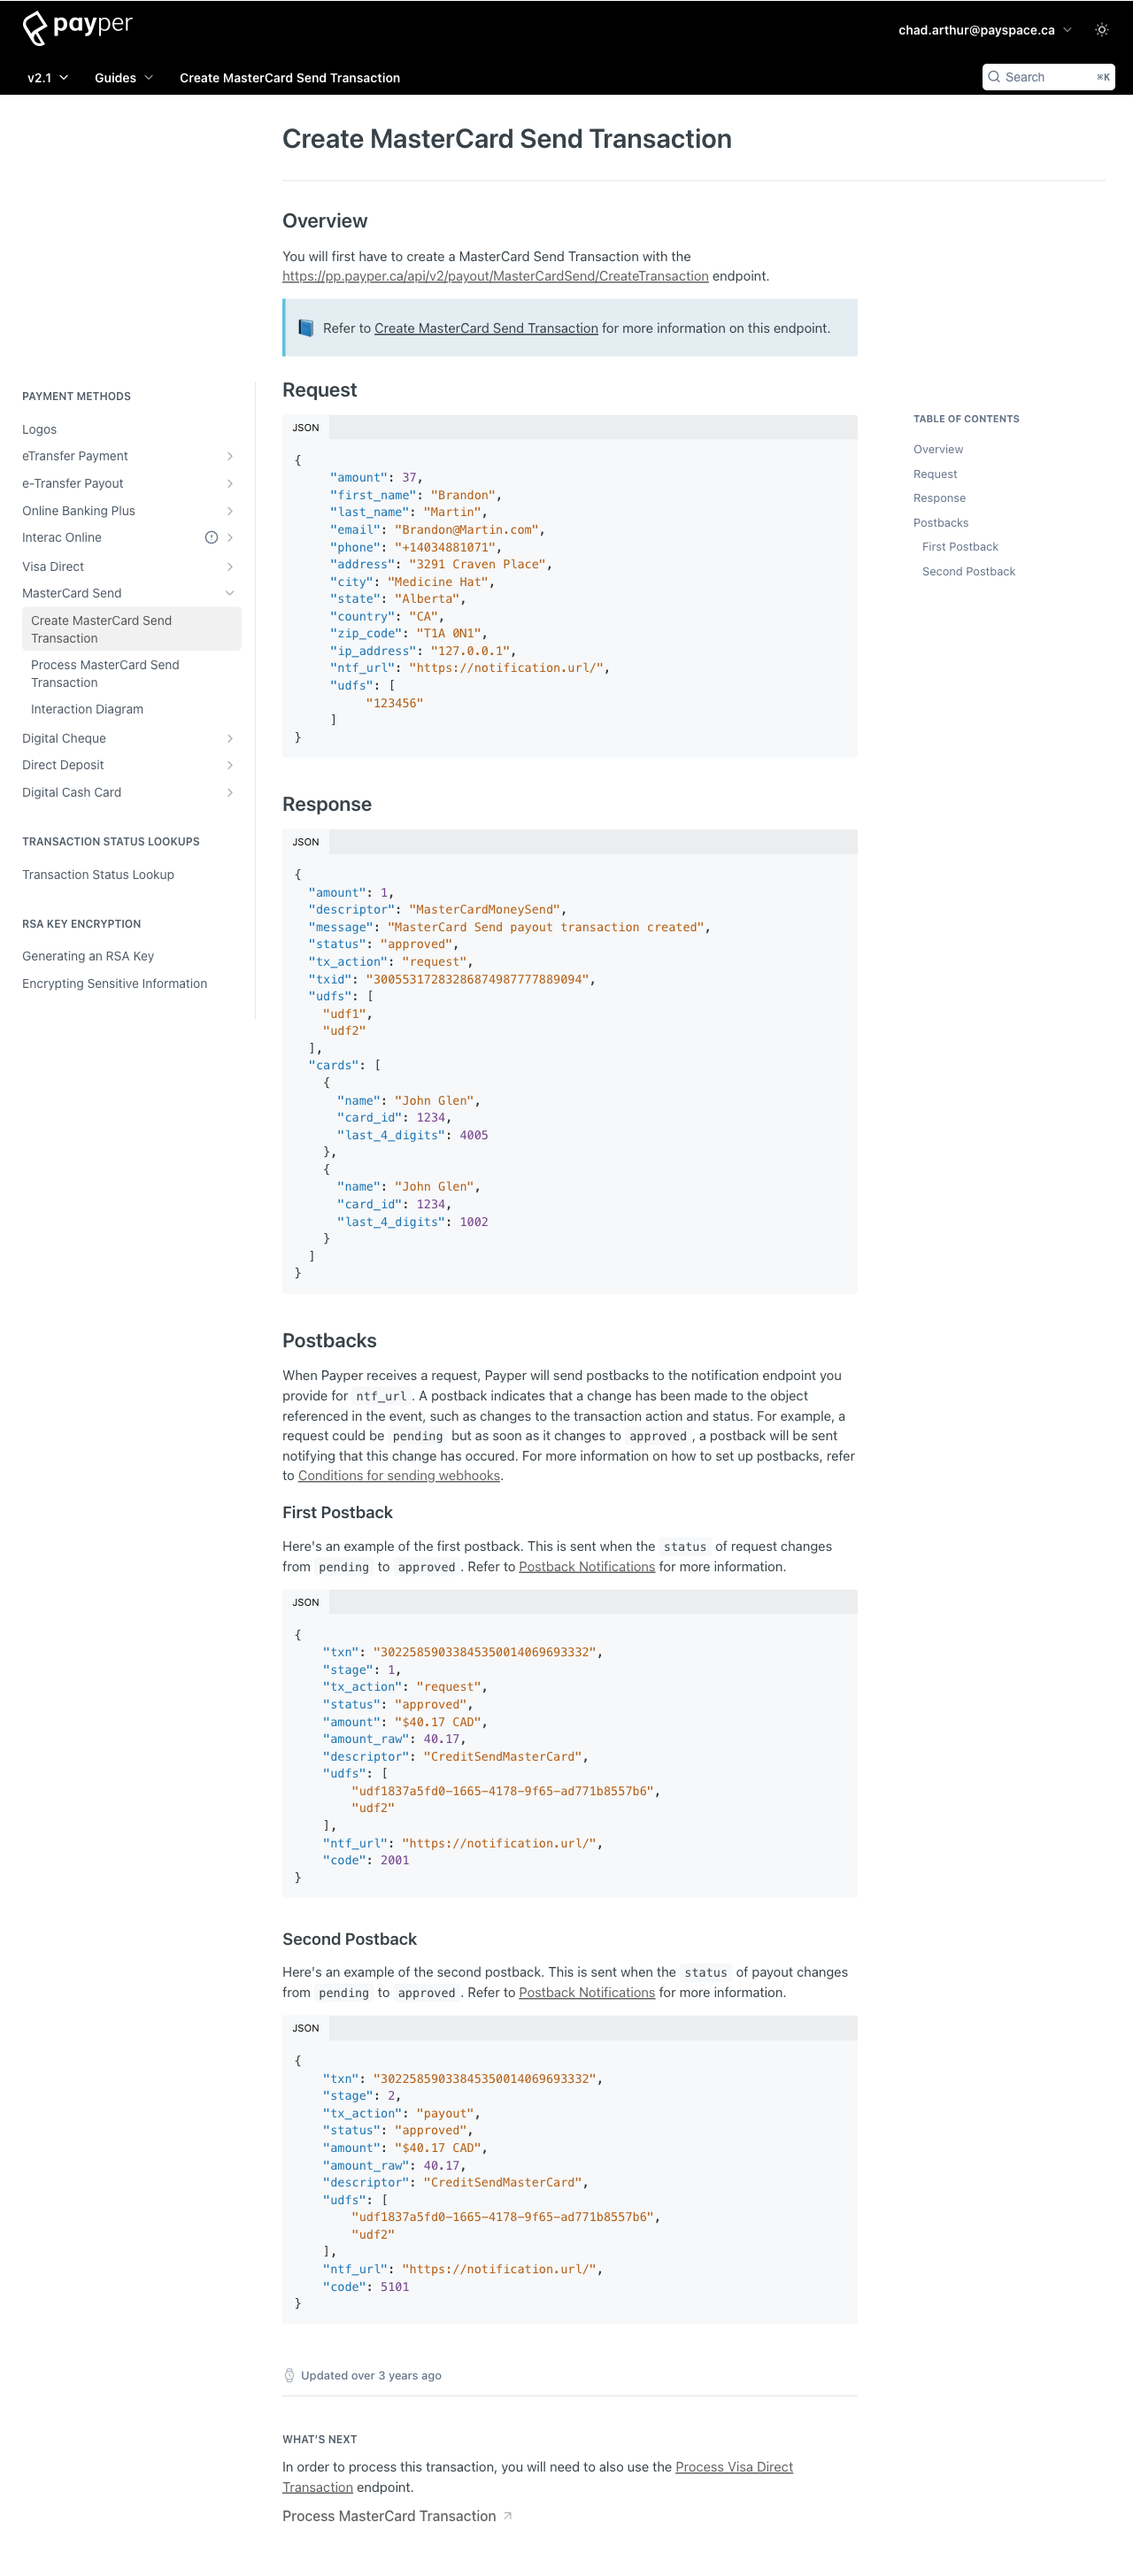 payper
chad.arthur@payspace.ca
v2.1
Guides
Create MasterCard Send Transaction
Search
⌘K
Create MasterCard Send Transaction
Overview
You will first have to create a MasterCard Send Transaction with the
https://pp.payper.ca/api/v2/payout/MasterCardSend/CreateTransaction endpoint.
Refer to Create MasterCard Send Transaction for more information on this endpoint.
PAYMENT METHODS
Logos
eTransfer Payment
e-Transfer Payout
Online Banking Plus
Interac Online
Visa Direct
MasterCard Send
Create MasterCard Send
Transaction
Process MasterCard Send
Transaction
Interaction Diagram
Digital Cheque
Direct Deposit
Digital Cash Card
TRANSACTION STATUS LOOKUPS
Transaction Status Lookup
RSA KEY ENCRYPTION
Generating an RSA Key
Encrypting Sensitive Information
Request
JSON
{
"amount": 37,
"first_name": "Brandon",
"last_name": "Martin",
"email": "Brandon@Martin.com",
"phone": "+14034881071",
"address": "3291 Craven Place",
"city": "Medicine Hat",
"state": "Alberta",
"country": "CA",
"zip_code": "T1A 0N1",
"ip_address": "127.0.0.1",
"ntf_url": "https://notification.url/",
"udfs": [
"123456"
]
}
TABLE OF CONTENTS
Overview
Request
Response
Postbacks
First Postback
Second Postback
Response
JSON
{
"amount": 1,
"descriptor": "MasterCardMoneySend",
"message": "MasterCard Send payout transaction created",
"status": "approved",
"tx_action": "request",
"txid": "30055317283286874987777889094",
"udfs": [
"udf1",
"udf2"
],
"cards": [
{
"name": "John Glen",
"card_id": 1234,
"last_4_digits": 4005
},
{
"name": "John Glen",
"card_id": 1234,
"last_4_digits": 1002
}
]
}
Postbacks
When Payper receives a request, Payper will send postbacks to the notification endpoint you
provide for ntf_url. A postback indicates that a change has been made to the object
referenced in the event, such as changes to the transaction action and status. For example, a
request could be pending but as soon as it changes to approved, a postback will be sent
notifying that this change has occured. For more information on how to set up postbacks, refer
to Conditions for sending webhooks.
First Postback
Here's an example of the first postback. This is sent when the status of request changes
from pending to approved. Refer to Postback Notifications for more information.
JSON
{
"txn": "30225859033845350014069693332",
"stage": 1,
"tx_action": "request",
"status": "approved",
"amount": "$40.17 CAD",
"amount_raw": 40.17,
"descriptor": "CreditSendMasterCard",
"udfs": [
"udf1837a5fd0-1665-4178-9f65-ad771b8557b6",
"udf2"
],
"ntf_url": "https://notification.url/",
"code": 2001
}
Second Postback
Here's an example of the second postback. This is sent when the status of payout changes
from pending to approved. Refer to Postback Notifications for more information.
JSON
{
"txn": "30225859033845350014069693332",
"stage": 2,
"tx_action": "payout",
"status": "approved",
"amount": "$40.17 CAD",
"amount_raw": 40.17,
"descriptor": "CreditSendMasterCard",
"udfs": [
"udf1837a5fd0-1665-4178-9f65-ad771b8557b6",
"udf2"
],
"ntf_url": "https://notification.url/",
"code": 5101
}
Updated over 3 years ago
WHAT'S NEXT
In order to process this transaction, you will need to also use the Process Visa Direct
Transaction endpoint.
Process MasterCard Transaction